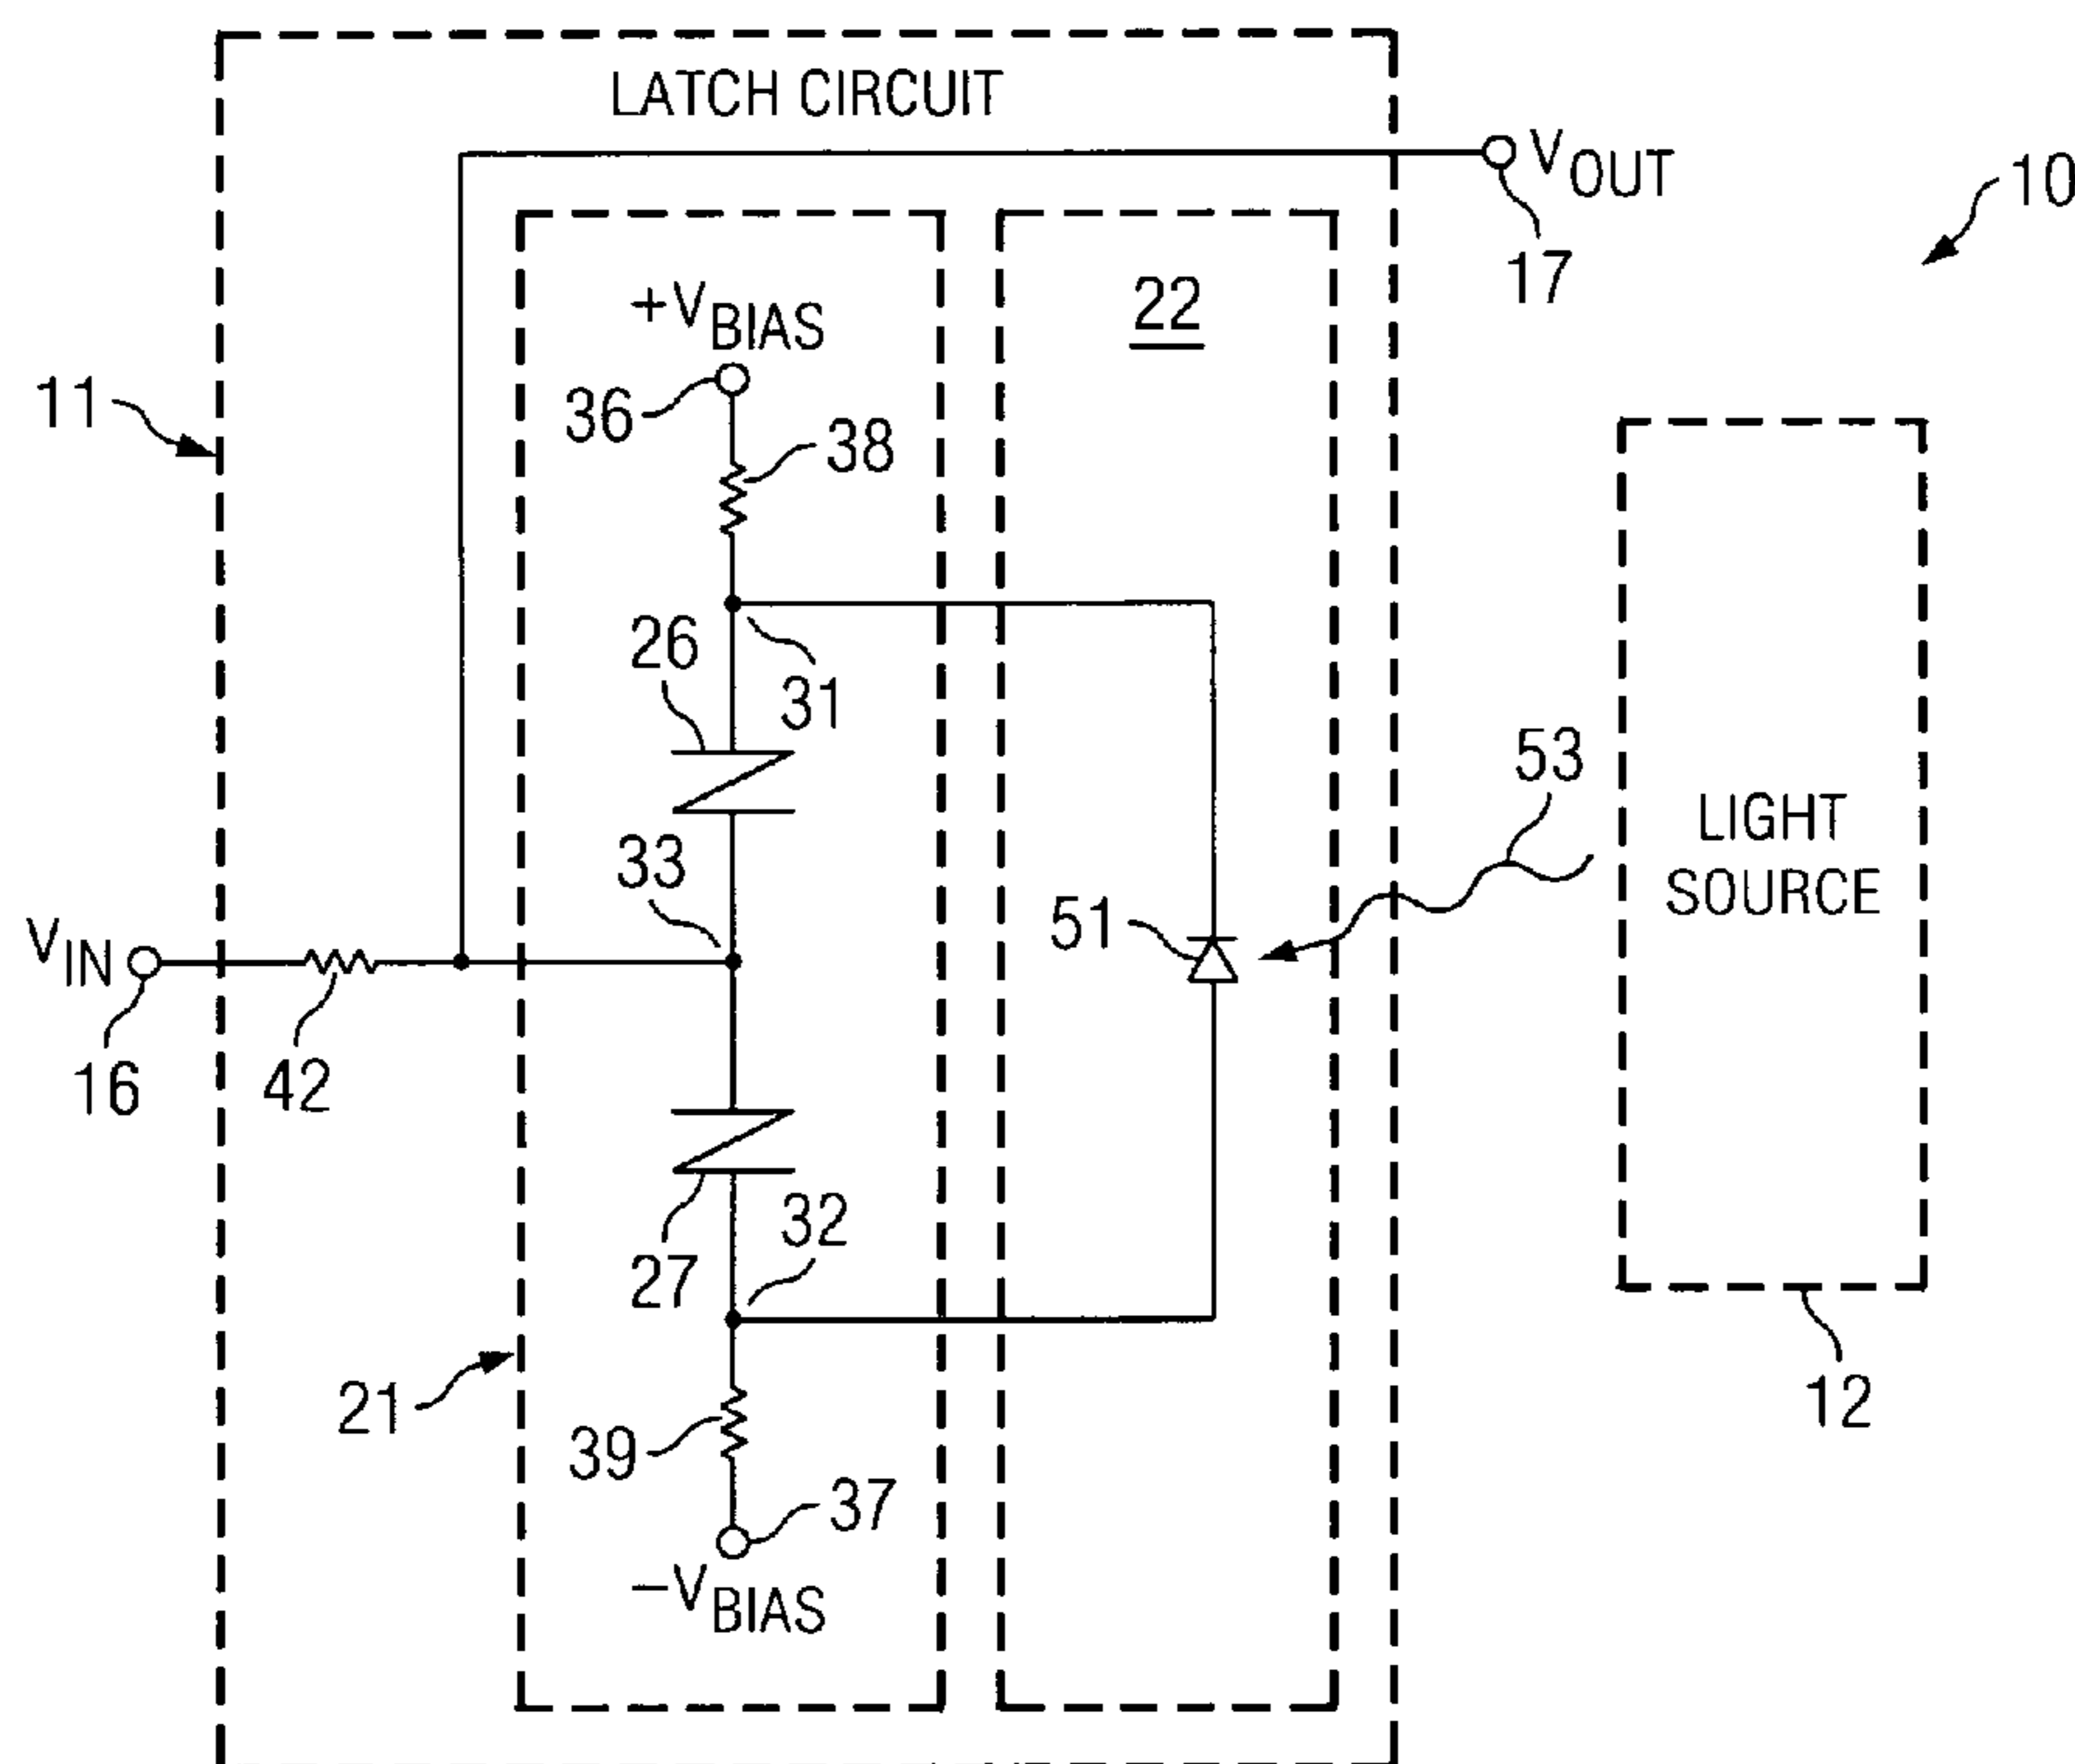 LATCH CIRCUIT
VOUT
10
17
22
+VBIAS
36
38
11
26
31
53
LIGHT
SOURCE
33
51
VIN
16
42
27
32
21
39
12
37
−VBIAS